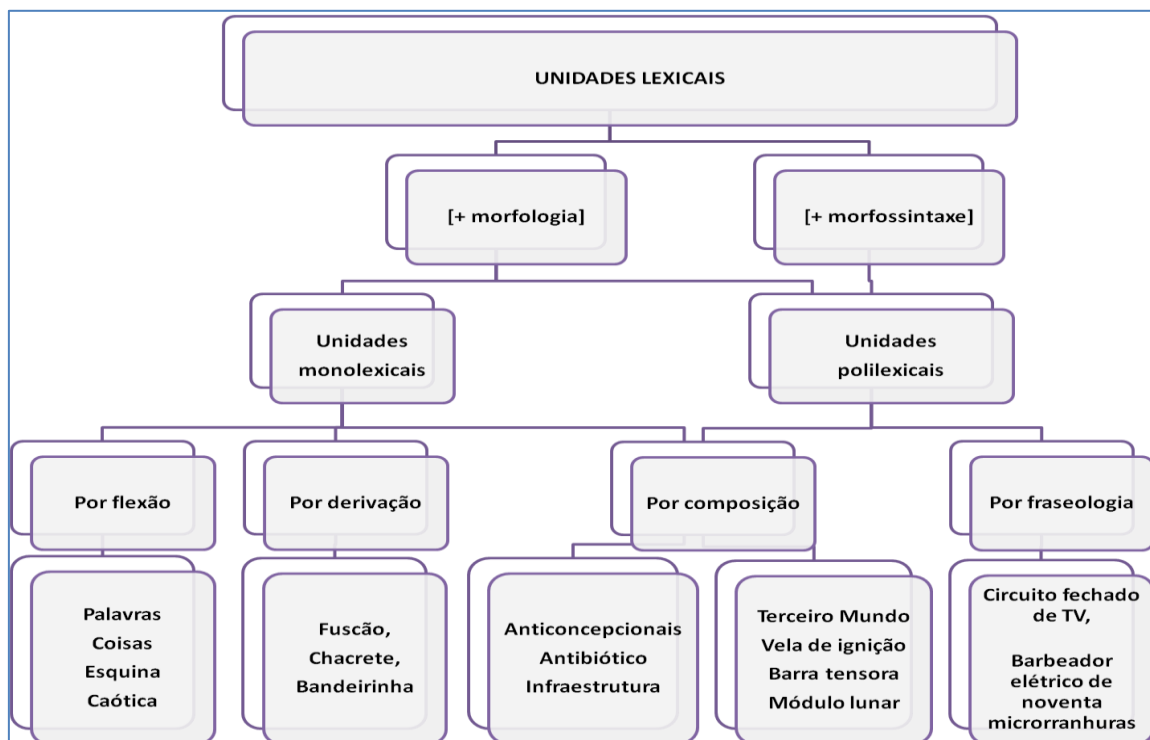 UNIDADES LEXICAIS
[+ morfologia]
[+ morfossintaxe]
Unidades
monolexicais
Unidades
polilexicais
Por flexão
Por derivação
Por composição
Por fraseologia
Palavras
Coisas
Esquina
Caótica
Fuscão,
Chacrete,
Bandeirinha
Anticoncepcionais
Antibiótico
Infraestrutura
Terceiro Mundo
Vela de ignição
Barra tensora
Módulo lunar
Circuito fechado
de TV,
Barbeador
elétrico de
noventa
microrranhuras